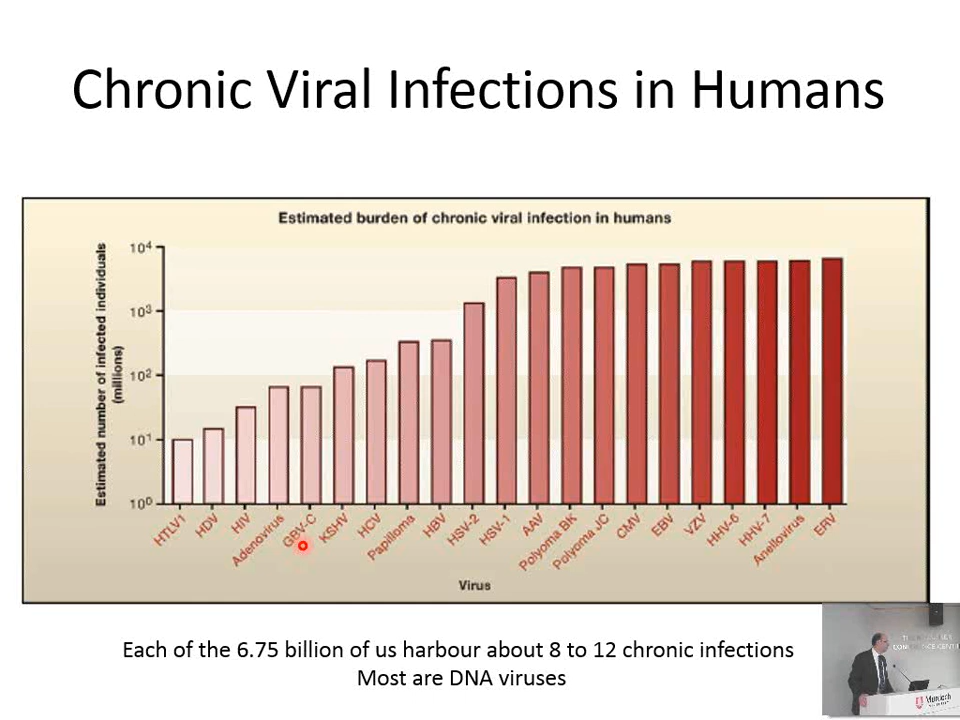 Chronic Viral Infections in Humans
Estimated burden of chronic viral infection in humans
Estimated number of infected individuals
(millions)
10⁴
10³
10²
10¹
10⁰
HTLV1
HDV
HIV
Adenovirus
GBV-C
KSHV
HCV
Papilloma
HBV
HSV-2
HSV-1
AAV
Polyoma BK
Polyoma JC
CMV
EBV
VZV
HHV-6
HHV-7
Anellovirus
ERV
Virus
Each of the 6.75 billion of us harbour about 8 to 12 chronic infections
Most are DNA viruses
Murdoch